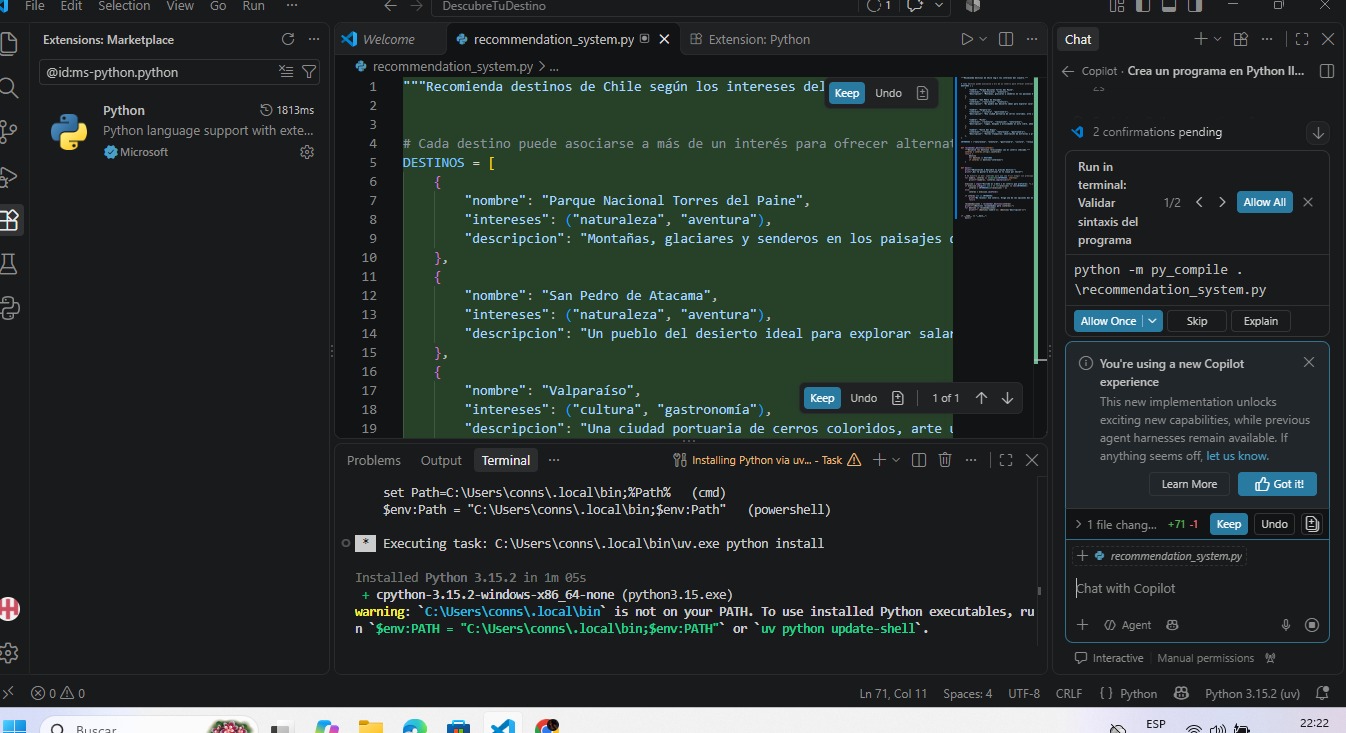 File Edit Selection View Go Run ···
DescubreTuDestino
1
Extensions: Marketplace
@id:ms-python.python
Python
1813ms
Python language support with exte...
Microsoft
Welcome
recommendation_system.py
Extension: Python
recommendation_system.py > ...
Keep Undo
1 """Recomienda destinos de Chile según los intereses del
2
3
4 # Cada destino puede asociarse a más de un interés para ofrecer alternat
5 DESTINOS = [
6 {
7 "nombre": "Parque Nacional Torres del Paine",
8 "intereses": ("naturaleza", "aventura"),
9 "descripcion": "Montañas, glaciares y senderos en los paisajes
10 },
11 {
12 "nombre": "San Pedro de Atacama",
13 "intereses": ("naturaleza", "aventura"),
14 "descripcion": "Un pueblo del desierto ideal para explorar salar
15 },
16 {
17 "nombre": "Valparaíso",
18 "intereses": ("cultura", "gastronomía"),
19 "descripcion": "Una ciudad portuaria de cerros coloridos, arte u
Keep Undo 1 of 1
Problems Output Terminal ···
Installing Python via uv... - Task
set Path=C:\Users\conns\.local\bin;%Path% (cmd)
$env:Path = "C:\Users\conns\.local\bin;$env:Path" (powershell)
* Executing task: C:\Users\conns\.local\bin\uv.exe python install
Installed Python 3.15.2 in 1m 05s
+ cpython-3.15.2-windows-x86_64-none (python3.15.exe)
warning: `C:\Users\conns\.local\bin` is not on your PATH. To use installed Python executables, ru
n `$env:PATH = "C:\Users\conns\.local\bin;$env:PATH"` or `uv python update-shell`.
Chat
Copilot · Crea un programa en Python ll...
2s
2 confirmations pending
Run in
terminal:
Validar
sintaxis del
programa
1/2
Allow All
python -m py_compile .
\recommendation_system.py
Allow Once
Skip
Explain
You're using a new Copilot
experience
This new implementation unlocks
exciting new capabilities, while previous
agent harnesses remain available. If
anything seems off, let us know.
Learn More
Got it!
1 file chang... +71 -1 Keep Undo
recommendation_system.py
Chat with Copilot
Agent
Interactive Manual permissions
0 0
Ln 71, Col 11 Spaces: 4 UTF-8 CRLF { } Python Python 3.15.2 (uv)
Buscar
ESP
22:22